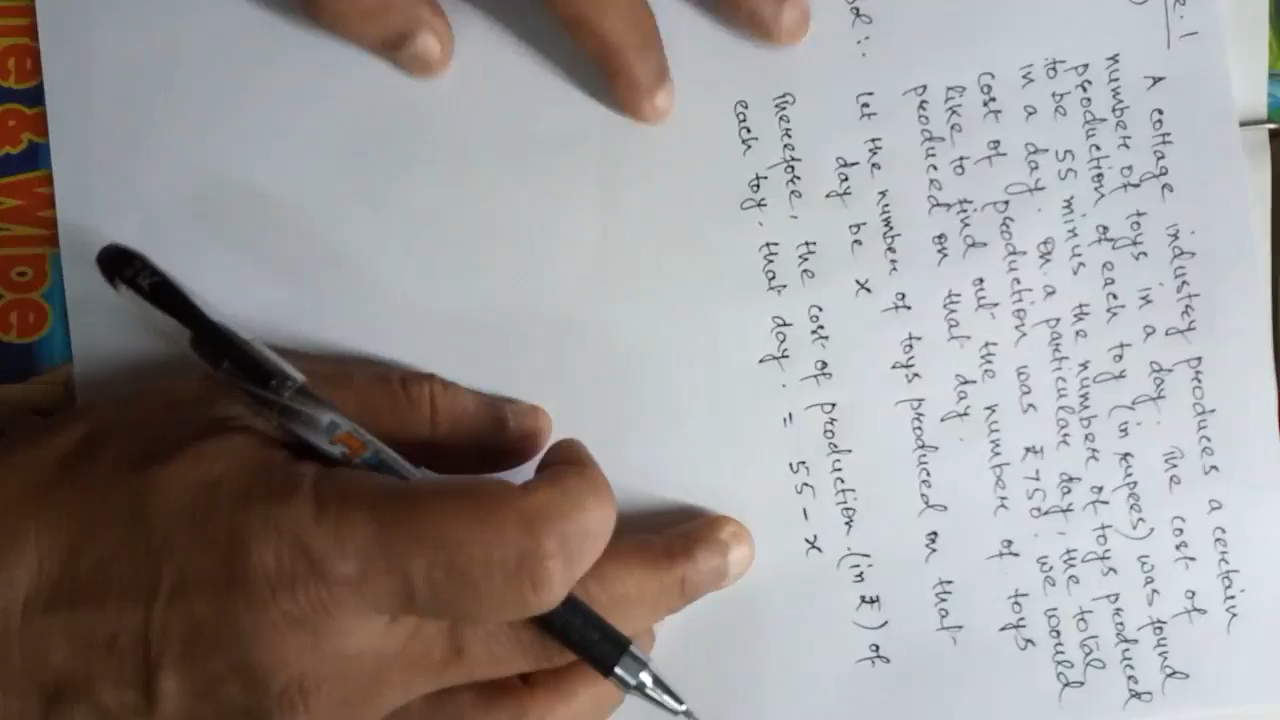 e.1
A cottage industry produces a certain
number of toys in a day. The cost of
production of each toy (in rupees) was found
to be 55 minus the number of toys produced
in a day. on a particular day, the total
cost of production was ₹750. we would
like to find out the number of toys
produced on that day.
ol :.
Let the number of toys produced on that
day be x
Therefore, the cost of production (in ₹) of
each toy. that day. = 55 - x
& Wipe